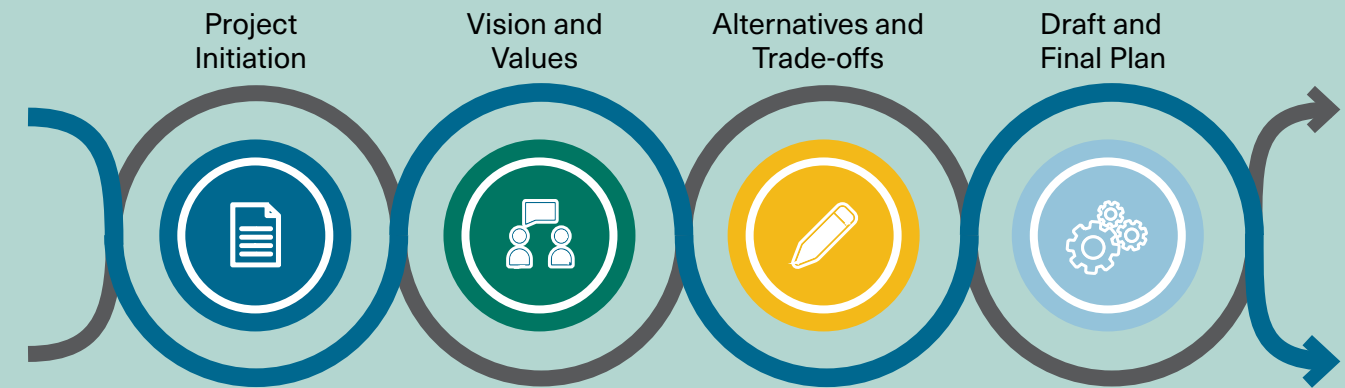 Project
Initiation
Vision and
Values
Alternatives and
Trade-offs
Draft and
Final Plan